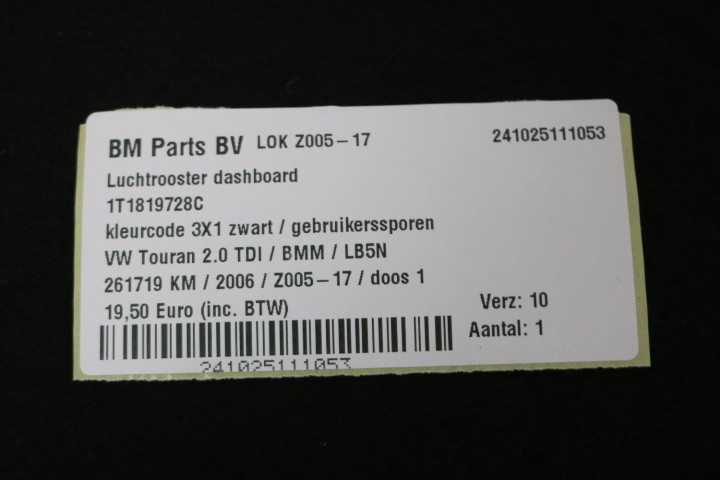 BM Parts BV LOK Z005-17 241025111053
Luchtrooster dashboard
1T1819728C
kleurcode 3X1 zwart / gebruikerssporen
VW Touran 2.0 TDI / BMM / LB5N
261719 KM / 2006 / Z005-17 / doos 1
19,50 Euro (inc. BTW) Verz: 10
Aantal: 1
241025111053